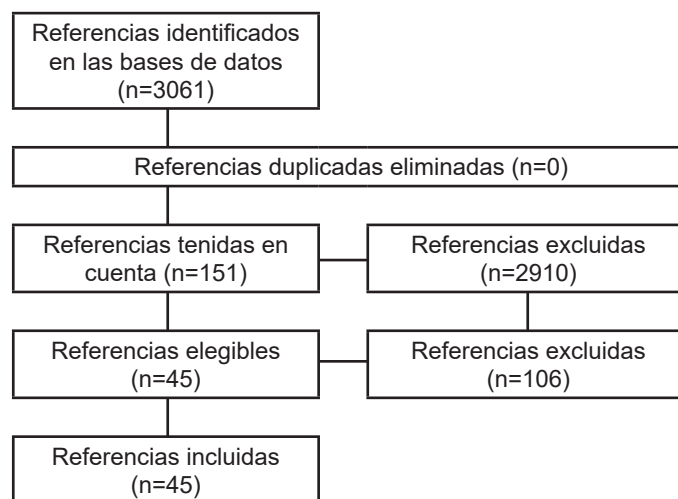 Referencias identificados
en las bases de datos
(n=3061)
Referencias duplicadas eliminadas (n=0)
Referencias tenidas en
cuenta (n=151)
Referencias excluidas
(n=2910)
Referencias elegibles
(n=45)
Referencias excluidas
(n=106)
Referencias incluidas
(n=45)